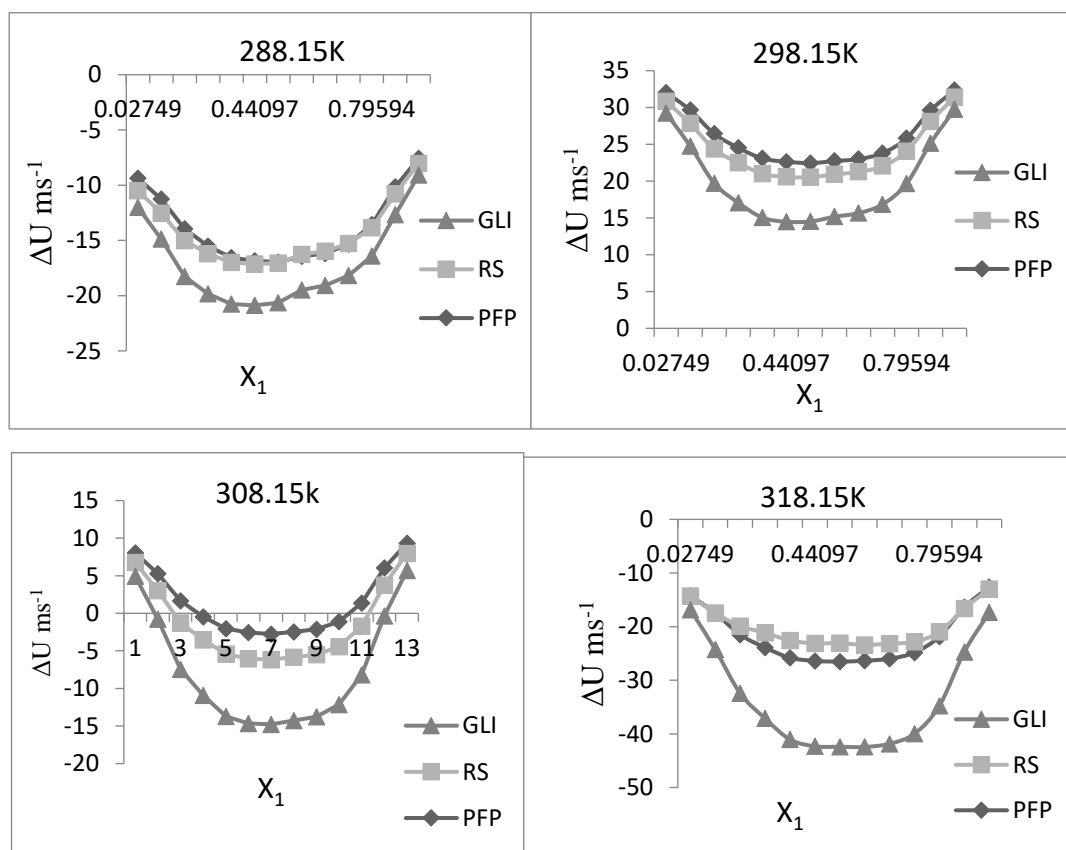 288.15K
0
-5
-10
-15
-20
-25
0.02749 0.44097 0.79594
ΔU ms-1
X1
GLI
RS
PFP
298.15K
35
30
25
20
15
10
5
0
0.02749 0.44097 0.79594
ΔU ms-1
X1
GLI
RS
PFP
308.15k
15
10
5
0
-5
-10
-15
-20
1 3 5 7 9 11 13
ΔU ms-1
X1
GLI
RS
PFP
318.15K
0
-10
-20
-30
-40
-50
0.02749 0.44097 0.79594
ΔU ms-1
X1
GLI
RS
PFP